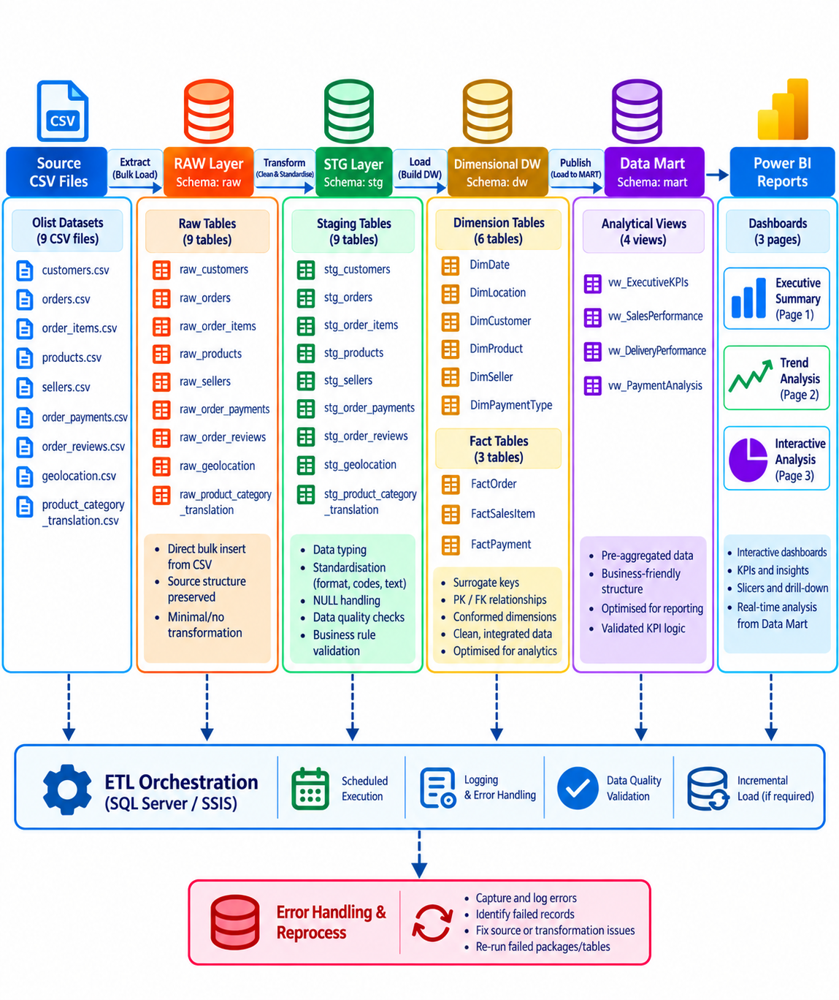 CSV
Source
CSV Files
Extract
(Bulk Load)
RAW Layer
Schema: raw
Transform
(Clean & Standardise)
STG Layer
Schema: stg
Load
(Build DW)
Dimensional DW
Schema: dw
Publish
(Load to MART)
Data Mart
Schema: mart
Power BI
Reports
Olist Datasets
(9 CSV files)
customers.csv
orders.csv
order_items.csv
products.csv
sellers.csv
order_payments.csv
order_reviews.csv
geolocation.csv
product_category
_translation.csv
Raw Tables
(9 tables)
raw_customers
raw_orders
raw_order_items
raw_products
raw_sellers
raw_order_payments
raw_order_reviews
raw_geolocation
raw_product_category
_translation
• Direct bulk insert
from CSV
• Source structure
preserved
• Minimal/no
transformation
Staging Tables
(9 tables)
stg_customers
stg_orders
stg_order_items
stg_products
stg_sellers
stg_order_payments
stg_order_reviews
stg_geolocation
stg_product_category
_translation
• Data typing
• Standardisation
(format, codes, text)
• NULL handling
• Data quality checks
• Business rule
validation
Dimension Tables
(6 tables)
DimDate
DimLocation
DimCustomer
DimProduct
DimSeller
DimPaymentType
Fact Tables
(3 tables)
FactOrder
FactSalesItem
FactPayment
• Surrogate keys
• PK / FK relationships
• Conformed dimensions
• Clean, integrated data
• Optimised for analytics
Analytical Views
(4 views)
vw_ExecutiveKPIs
vw_SalesPerformance
vw_DeliveryPerformance
vw_PaymentAnalysis
• Pre-aggregated data
• Business-friendly
structure
• Optimised for reporting
• Validated KPI logic
Dashboards
(3 pages)
Executive
Summary
(Page 1)
Trend
Analysis
(Page 2)
Interactive
Analysis
(Page 3)
• Interactive dashboards
• KPIs and insights
• Slicers and drill-down
• Real-time analysis
from Data Mart
ETL Orchestration
(SQL Server / SSIS)
Scheduled
Execution
Logging
& Error Handling
Data Quality
Validation
Incremental
Load (if required)
Error Handling &
Reprocess
• Capture and log errors
• Identify failed records
• Fix source or transformation issues
• Re-run failed packages/tables